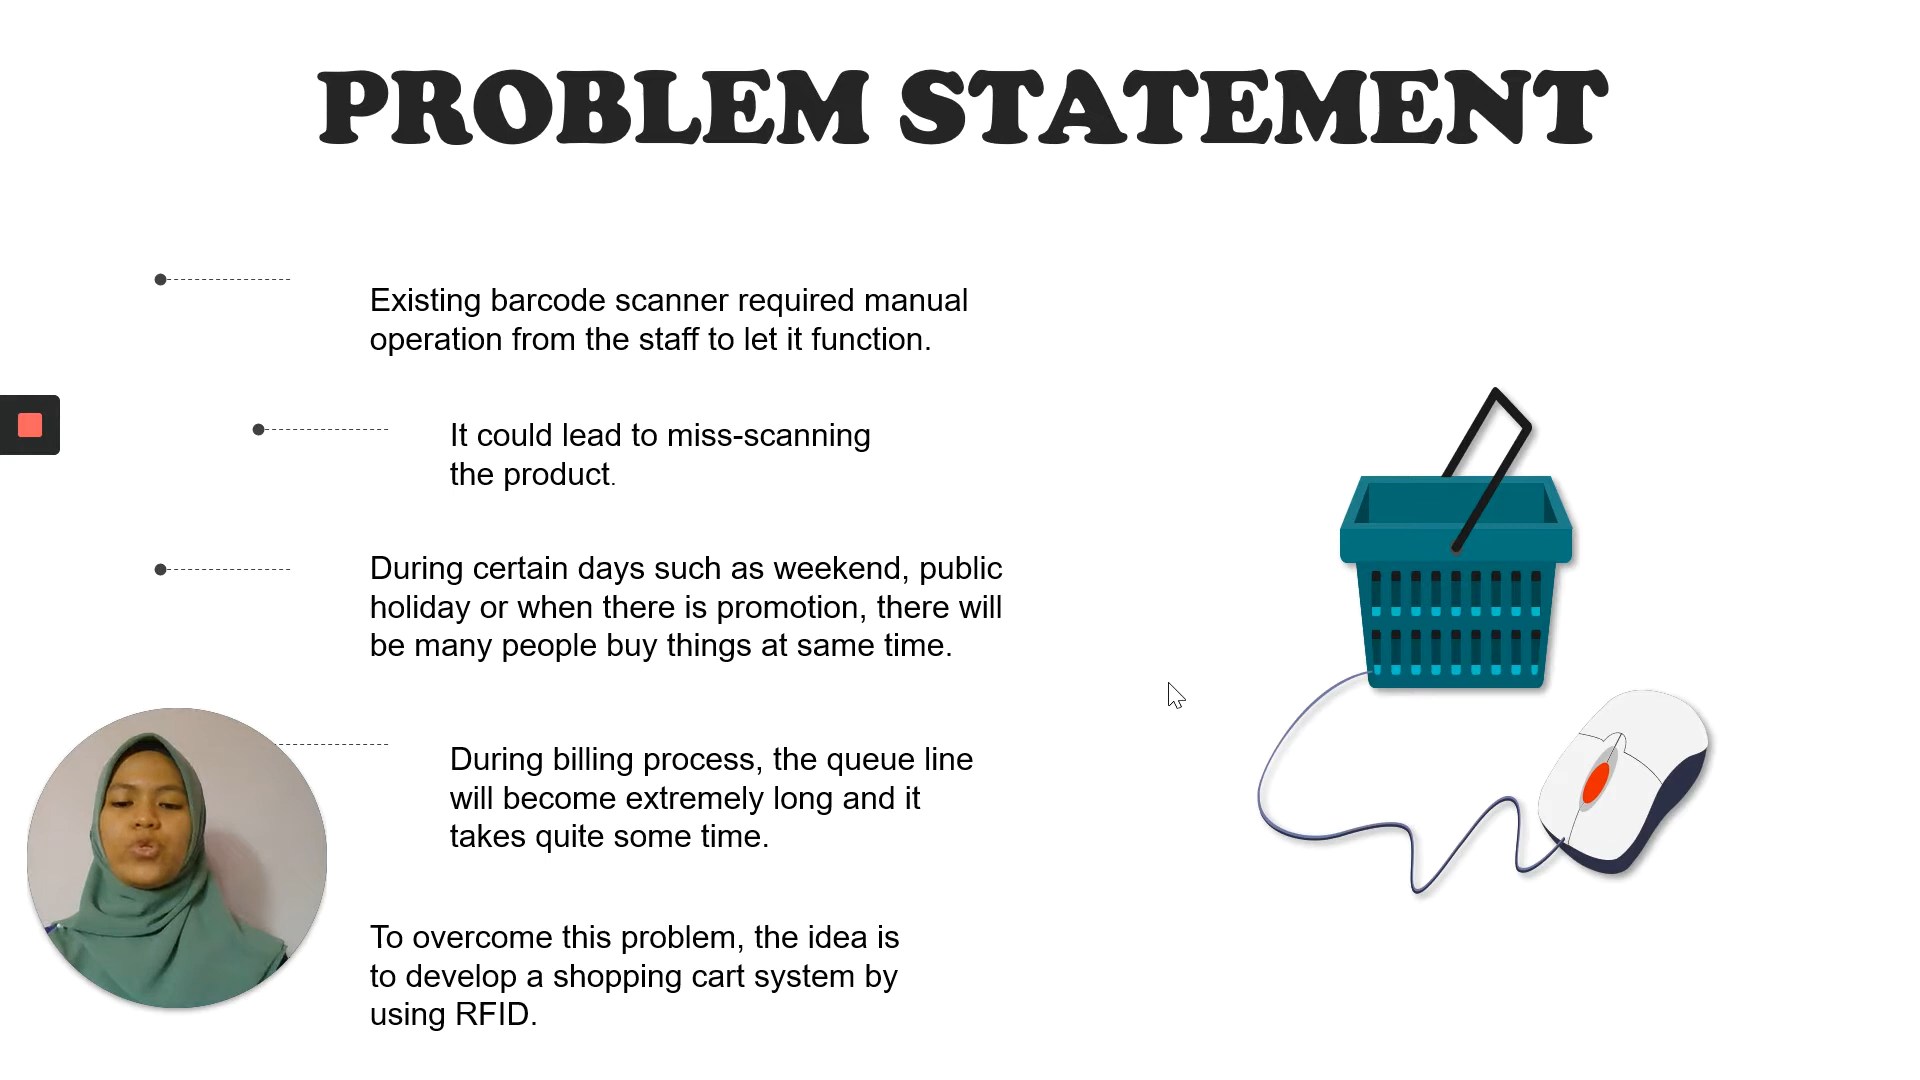 PROBLEM STATEMENT
Existing barcode scanner required manual
operation from the staff to let it function.
It could lead to miss-scanning
the product.
During certain days such as weekend, public
holiday or when there is promotion, there will
be many people buy things at same time.
During billing process, the queue line
will become extremely long and it
takes quite some time.
To overcome this problem, the idea is
to develop a shopping cart system by
using RFID.